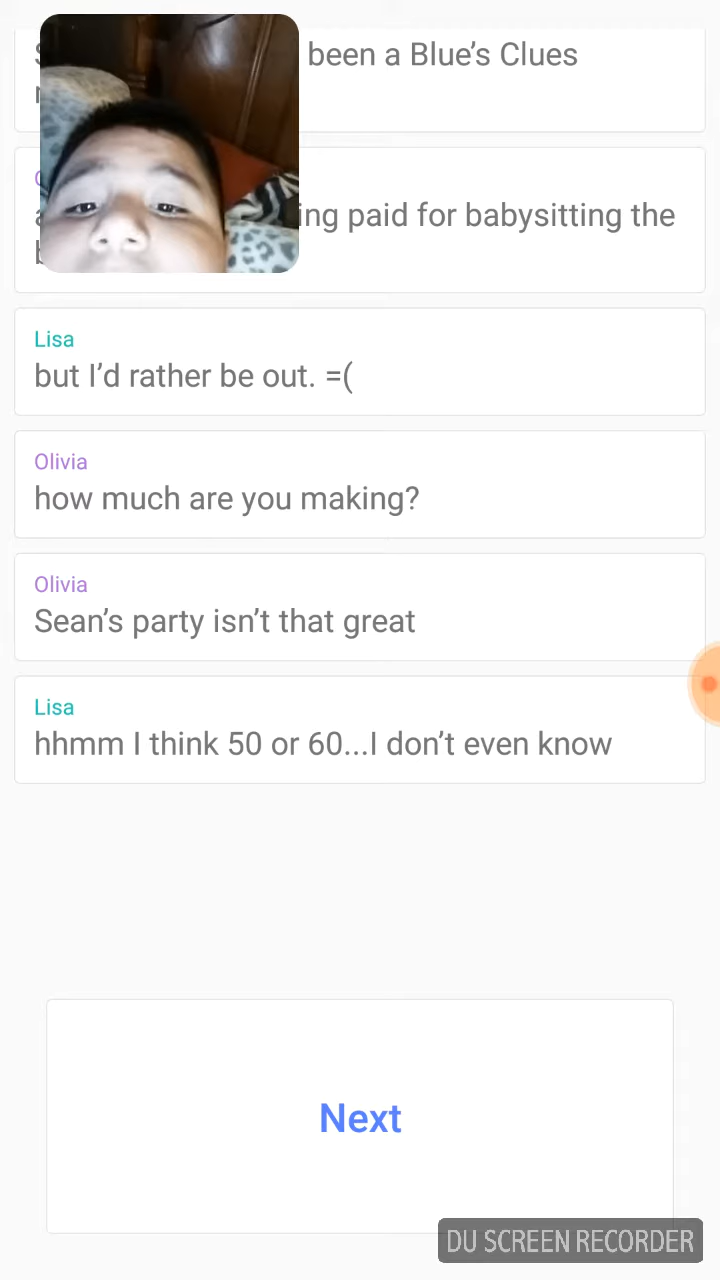 been a Blue's Clues
ing paid for babysitting the
Lisa
but I'd rather be out. =(
Olivia
how much are you making?
Olivia
Sean's party isn't that great
Lisa
hhmm I think 50 or 60...I don't even know
Next
DU SCREEN RECORDER